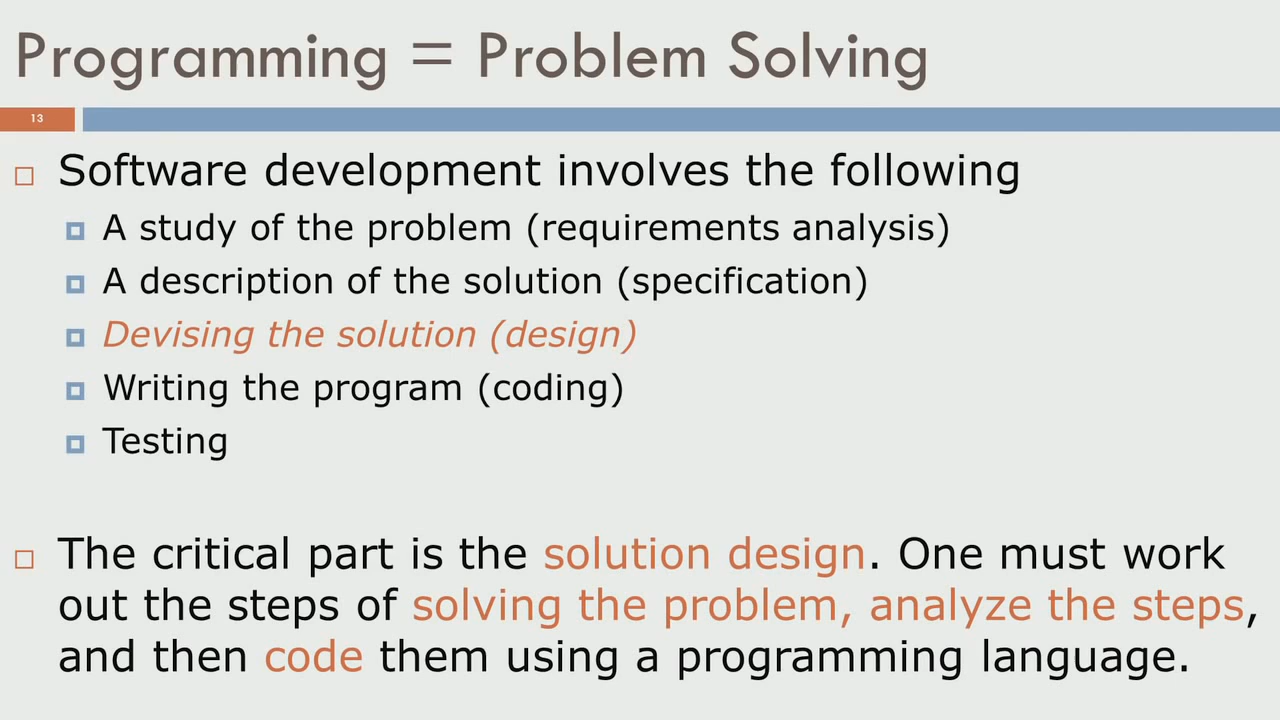 Programming = Problem Solving
13
Software development involves the following
A study of the problem (requirements analysis)
A description of the solution (specification)
Devising the solution (design)
Writing the program (coding)
Testing
The critical part is the solution design. One must work
out the steps of solving the problem, analyze the steps,
and then code them using a programming language.